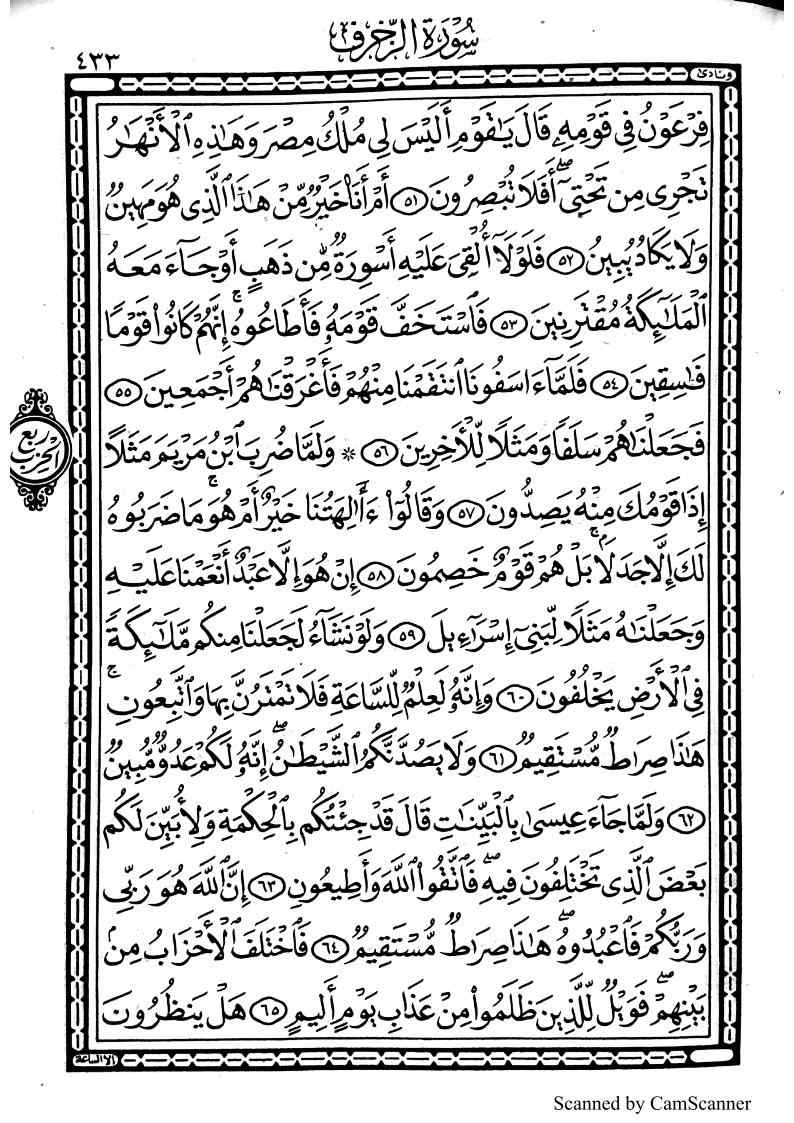 سُورَةُ الزُّخْرُفِ
٤٣٣
وَنَادَىٰ
فِرْعَوْنُ فِي قَوْمِهِۦ قَالَ يَـٰقَوْمِ أَلَيْسَ لِي مُلْكُ مِصْرَ وَهَـٰذِهِ ٱلْأَنْهَـٰرُ
تَجْرِي مِن تَحْتِيٓۖ أَفَلَا تُبْصِرُونَ ٥١ أَمْ أَنَا۠ خَيْرٌ مِّنْ هَـٰذَا ٱلَّذِي هُوَ مَهِينٌ
وَلَا يَكَادُ يُبِينُ ٥٢ فَلَوْلَآ أُلْقِيَ عَلَيْهِ أَسْوِرَةٌ مِّن ذَهَبٍ أَوْ جَآءَ مَعَهُ
ٱلْمَلَـٰٓئِكَةُ مُقْتَرِنِينَ ٥٣ فَٱسْتَخَفَّ قَوْمَهُۥ فَأَطَاعُوهُۚ إِنَّهُمْ كَانُوا۟ قَوْمًا
فَـٰسِقِينَ ٥٤ فَلَمَّآ ءَاسَفُونَا ٱنتَقَمْنَا مِنْهُمْ فَأَغْرَقْنَـٰهُمْ أَجْمَعِينَ ٥٥
فَجَعَلْنَـٰهُمْ سَلَفًا وَمَثَلًا لِّلْـَٔاخِرِينَ ٥٦ * وَلَمَّا ضُرِبَ ٱبْنُ مَرْيَمَ مَثَلًا
ربع الحزب
إِذَا قَوْمُكَ مِنْهُ يَصِدُّونَ ٥٧ وَقَالُوٓا۟ ءَأَـٰلِهَتُنَا خَيْرٌ أَمْ هُوَۚ مَا ضَرَبُوهُ
لَكَ إِلَّا جَدَلًۢاۚ بَلْ هُمْ قَوْمٌ خَصِمُونَ ٥٨ إِنْ هُوَ إِلَّا عَبْدٌ أَنْعَمْنَا عَلَيْهِ
وَجَعَلْنَـٰهُ مَثَلًا لِّبَنِيٓ إِسْرَٰٓءِيلَ ٥٩ وَلَوْ نَشَآءُ لَجَعَلْنَا مِنكُم مَّلَـٰٓئِكَةً
فِي ٱلْأَرْضِ يَخْلُفُونَ ٦٠ وَإِنَّهُۥ لَعِلْمٌ لِّلسَّاعَةِ فَلَا تَمْتَرُنَّ بِهَا وَٱتَّبِعُونِۚ
هَـٰذَا صِرَٰطٌ مُّسْتَقِيمٌ ٦١ وَلَا يَصُدَّنَّكُمُ ٱلشَّيْطَـٰنُۖ إِنَّهُۥ لَكُمْ عَدُوٌّ مُّبِينٌ
٦٢ وَلَمَّا جَآءَ عِيسَىٰ بِٱلْبَيِّنَـٰتِ قَالَ قَدْ جِئْتُكُم بِٱلْحِكْمَةِ وَلِأُبَيِّنَ لَكُم
بَعْضَ ٱلَّذِي تَخْتَلِفُونَ فِيهِۖ فَٱتَّقُوا۟ ٱللَّهَ وَأَطِيعُونِ ٦٣ إِنَّ ٱللَّهَ هُوَ رَبِّي
وَرَبُّكُمْ فَٱعْبُدُوهُۖ هَـٰذَا صِرَٰطٌ مُّسْتَقِيمٌ ٦٤ فَٱخْتَلَفَ ٱلْأَحْزَابُ مِنۢ
بَيْنِهِمْۖ فَوَيْلٌ لِّلَّذِينَ ظَلَمُوا۟ مِنْ عَذَابِ يَوْمٍ أَلِيمٍ ٦٥ هَلْ يَنظُرُونَ
إلا الساعة
Scanned by CamScanner